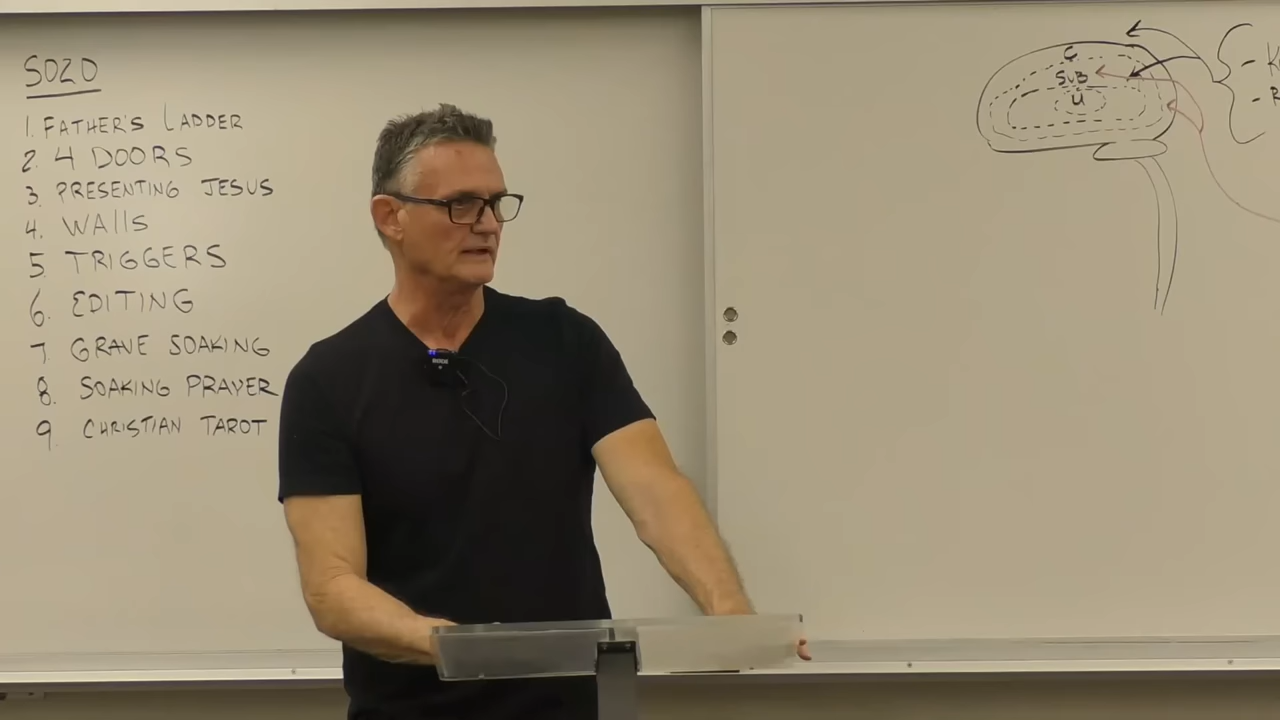 SOZO
1. FATHER'S LADDER
2. 4 DOORS
3. PRESENTING JESUS
4. WALLS
5 TRIGGERS
6. EDITING
7. GRAVE SOAKING
8. SOAKING PRAYER
9. CHRISTIAN TAROT
C
SUB
U